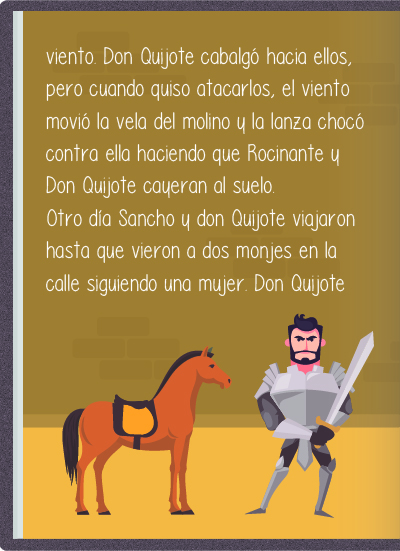 viento. Don Quijote cabalgó hacia ellos,
pero cuando quiso atacarlos, el viento
movió la vela del molino y la lanza chocó
contra ella haciendo que Rocinante y
Don Quijote cayeran al suelo.
Otro día Sancho y don Quijote viajaron
hasta que vieron a dos monjes en la
calle siguiendo una mujer. Don Quijote